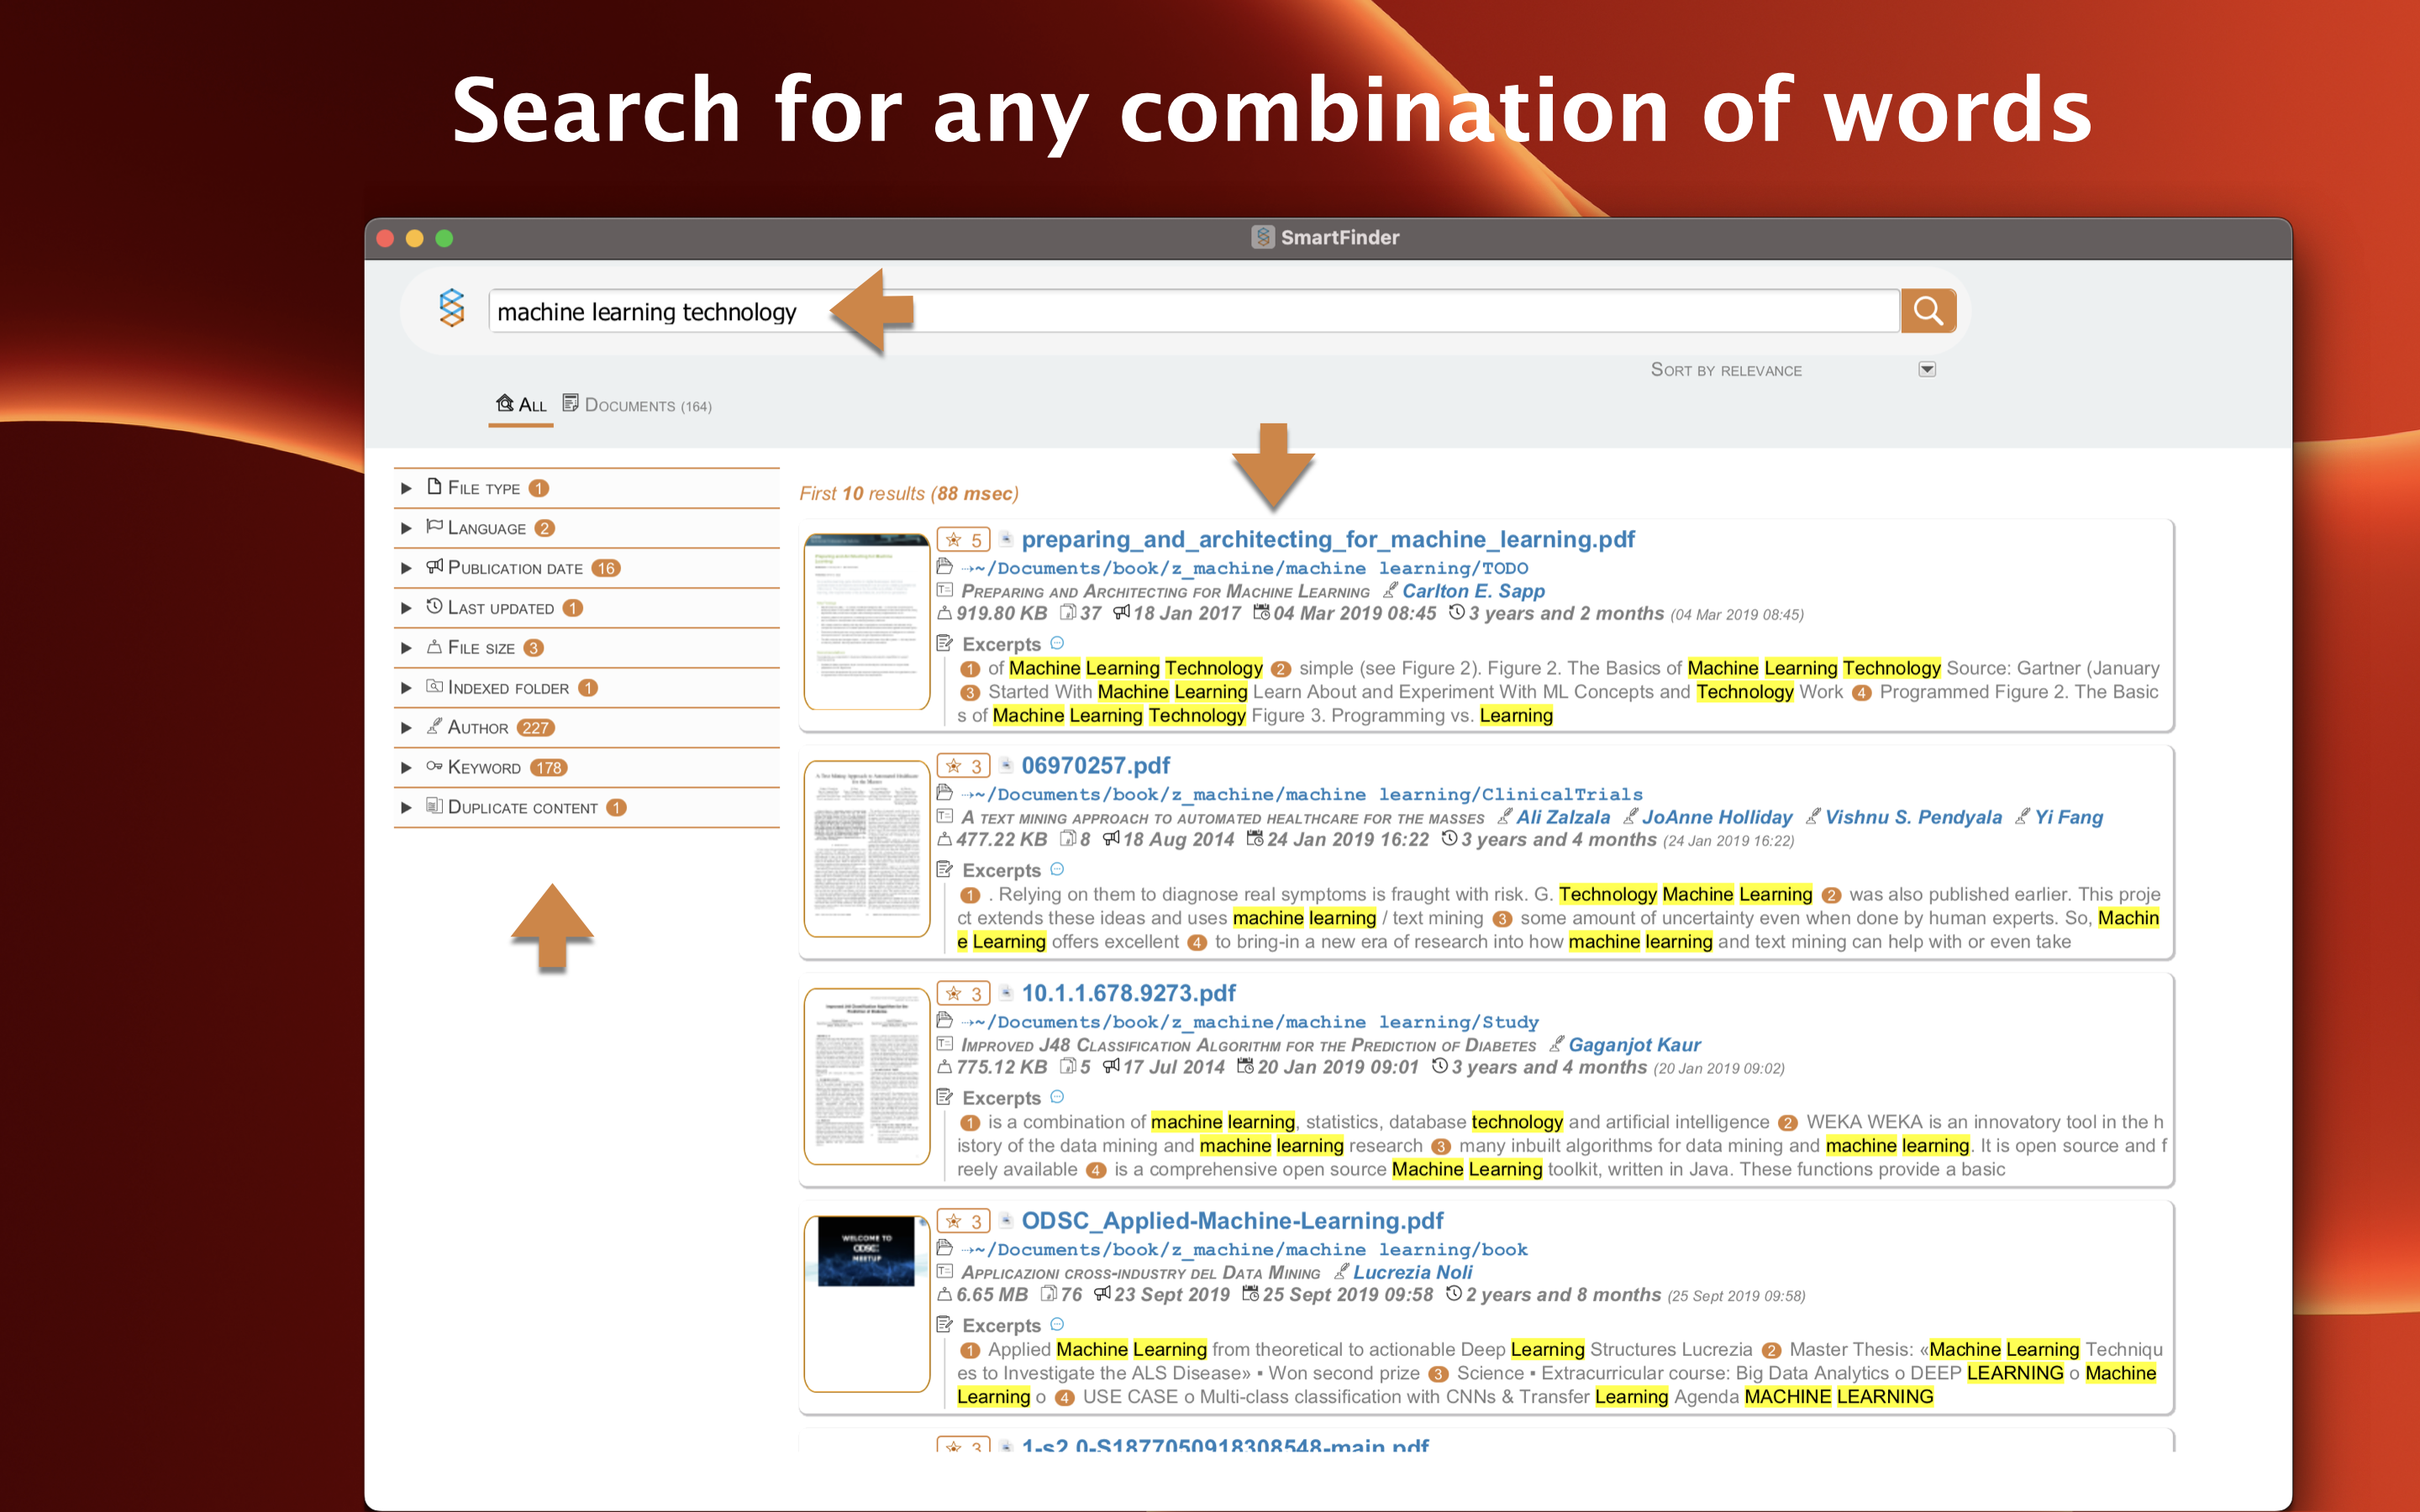 Search for any combination of words
SmartFinder
machine learning technology
SORT BY RELEVANCE
ALL DOCUMENTS (164)
FILE TYPE 1
LANGUAGE 2
PUBLICATION DATE 16
LAST UPDATED 1
FILE SIZE 3
INDEXED FOLDER 1
AUTHOR 227
KEYWORD 178
DUPLICATE CONTENT 1
First 10 results (88 msec)
5 preparing_and_architecting_for_machine_learning.pdf
~/Documents/book/z_machine/machine learning/TODO
PREPARING AND ARCHITECTING FOR MACHINE LEARNING Carlton E. Sapp
919.80 KB 37 18 Jan 2017 04 Mar 2019 08:45 3 years and 2 months (04 Mar 2019 08:45)
Excerpts
1 of Machine Learning Technology 2 simple (see Figure 2). Figure 2. The Basics of Machine Learning Technology Source: Gartner (January
3 Started With Machine Learning Learn About and Experiment With ML Concepts and Technology Work 4 Programmed Figure 2. The Basic
s of Machine Learning Technology Figure 3. Programming vs. Learning
3 06970257.pdf
~/Documents/book/z_machine/machine learning/ClinicalTrials
A TEXT MINING APPROACH TO AUTOMATED HEALTHCARE FOR THE MASSES Ali Zalzala JoAnne Holliday Vishnu S. Pendyala Yi Fang
477.22 KB 8 18 Aug 2014 24 Jan 2019 16:22 3 years and 4 months (24 Jan 2019 16:22)
Excerpts
1 . Relying on them to diagnose real symptoms is fraught with risk. G. Technology Machine Learning 2 was also published earlier. This proje
ct extends these ideas and uses machine learning / text mining 3 some amount of uncertainty even when done by human experts. So, Machin
e Learning offers excellent 4 to bring-in a new era of research into how machine learning and text mining can help with or even take
3 10.1.1.678.9273.pdf
~/Documents/book/z_machine/machine learning/Study
IMPROVED J48 CLASSIFICATION ALGORITHM FOR THE PREDICTION OF DIABETES Gaganjot Kaur
775.12 KB 5 17 Jul 2014 20 Jan 2019 09:01 3 years and 4 months (20 Jan 2019 09:02)
Excerpts
1 is a combination of machine learning, statistics, database technology and artificial intelligence 2 WEKA WEKA is an innovatory tool in the h
istory of the data mining and machine learning research 3 many inbuilt algorithms for data mining and machine learning. It is open source and f
reely available 4 is a comprehensive open source Machine Learning toolkit, written in Java. These functions provide a basic
WELCOME TO
ODSC
MEETUP
3 ODSC_Applied-Machine-Learning.pdf
~/Documents/book/z_machine/machine learning/book
APPLICAZIONI CROSS-INDUSTRY DEL DATA MINING Lucrezia Noli
6.65 MB 76 23 Sept 2019 25 Sept 2019 09:58 2 years and 8 months (25 Sept 2019 09:58)
Excerpts
1 Applied Machine Learning from theoretical to actionable Deep Learning Structures Lucrezia 2 Master Thesis: «Machine Learning Techniqu
es to Investigate the ALS Disease» ▪ Won second prize 3 Science ▪ Extracurricular course: Big Data Analytics o DEEP LEARNING o Machine
Learning o 4 USE CASE o Multi-class classification with CNNs & Transfer Learning Agenda MACHINE LEARNING
3 1-s2.0-S1877050918308548-main.pdf